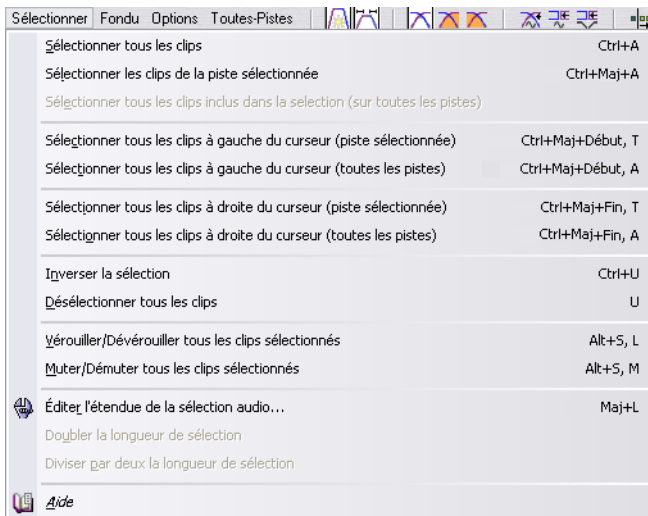 Sélectionner Fondu Options Toutes-Pistes
Sélectionner tous les clips Ctrl+A
Sélectionner les clips de la piste sélectionnée Ctrl+Maj+A
Sélectionner tous les clips inclus dans la selection (sur toutes les pistes)
Sélectionner tous les clips à gauche du curseur (piste sélectionnée) Ctrl+Maj+Début, T
Sélectionner tous les clips à gauche du curseur (toutes les pistes) Ctrl+Maj+Début, A
Sélectionner tous les clips à droite du curseur (piste sélectionnée) Ctrl+Maj+Fin, T
Sélectionner tous les clips à droite du curseur (toutes les pistes) Ctrl+Maj+Fin, A
Inverser la sélection Ctrl+U
Désélectionner tous les clips U
Vérouiller/Dévérouiller tous les clips sélectionnés Alt+S, L
Muter/Démuter tous les clips sélectionnés Alt+S, M
Éditer l'étendue de la sélection audio... Maj+L
Doubler la longueur de sélection
Diviser par deux la longueur de sélection
Aide